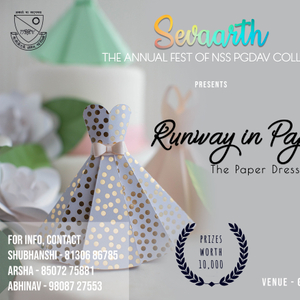 Sevaarth
THE ANNUAL FEST OF NSS PGDAV COLL
PRESENTS
Runway in Pap
The Paper Dress
FOR INFO, CONTACT
SHUBHANSHI - 81306 86785
ARSHA - 85072 75881
ABHINAV - 98087 27553
PRIZES
WORTH
10,000
VENUE -